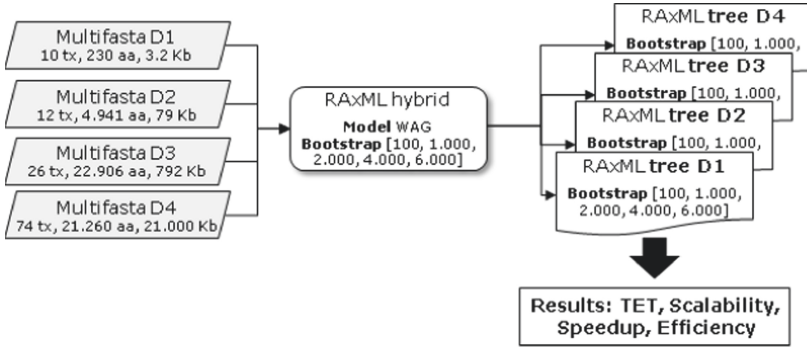 Multifasta D1
10 tx, 230 aa, 3.2 Kb
Multifasta D2
12 tx, 4.941 aa, 79 Kb
Multifasta D3
26 tx, 22.906 aa, 792 Kb
Multifasta D4
74 tx, 21.260 aa, 21.000 Kb
RAxML hybrid
Model WAG
Bootstrap [100, 1.000,
2.000, 4.000, 6.000]
RAxML tree D4
Bootstrap [100, 1.000,
RAxML tree D3
Bootstrap [100, 1.000,
RAxML tree D2
Bootstrap [100, 1.000,
RAxML tree D1
Bootstrap [100, 1.000,
2.000, 4.000, 6.000]
Results: TET, Scalability,
Speedup, Efficiency